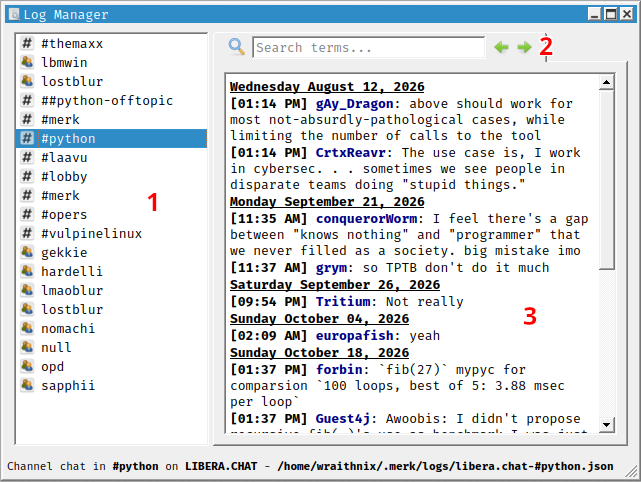 Log Manager
#themaxx
lbmwin
lostblur
##python-offtopic
#merk
#python
#laavu
#lobby
#merk
#opers
#vulpinelinux
gekkie
hardelli
lmaoblur
lostblur
nomachi
null
opd
sapphii
1
Search terms...
2
Wednesday August 12, 2026
[01:14 PM] gAy_Dragon: above should work for
most not-absurdly-pathological cases, while
limiting the number of calls to the tool
[01:14 PM] CrtxReavr: The use case is, I work
in cybersec. . . sometimes we see people in
disparate teams doing "stupid things."
Monday September 21, 2026
[11:35 AM] conquerorWorm: I feel there's a gap
between "knows nothing" and "programmer" that
we never filled as a society. big mistake imo
[11:37 AM] grym: so TPTB don't do it much
Saturday September 26, 2026
[09:54 PM] Tritium: Not really
Sunday October 04, 2026
[02:09 AM] europafish: yeah
Sunday October 18, 2026
[01:37 PM] forbin: `fib(27)` mypyc for
comparsion `100 loops, best of 5: 3.88 msec
per loop`
[01:37 PM] Guest4j: Awoobis: I didn't propose
3
Channel chat in #python on LIBERA.CHAT - /home/wraithnix/.merk/logs/libera.chat-#python.json